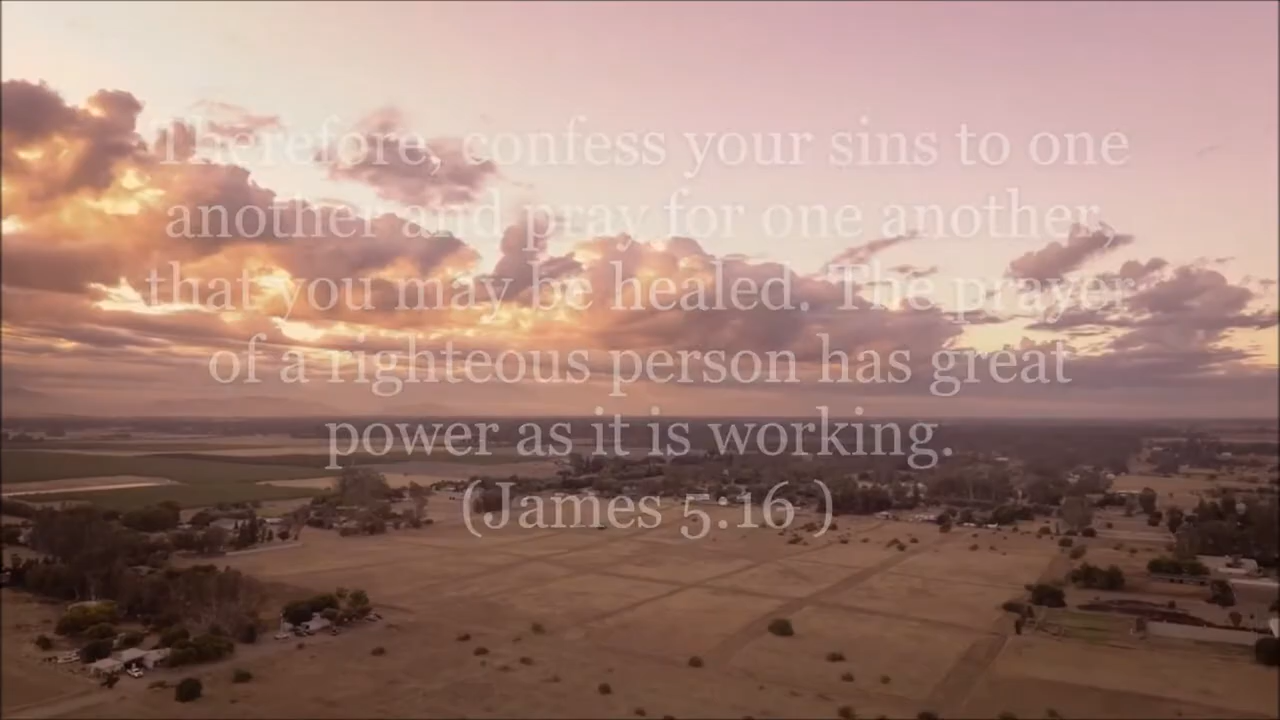 Therefore, confess your sins to one
another and pray for one another,
that you may be healed. The prayer
of a righteous person has great
power as it is working.
(James 5:16 )